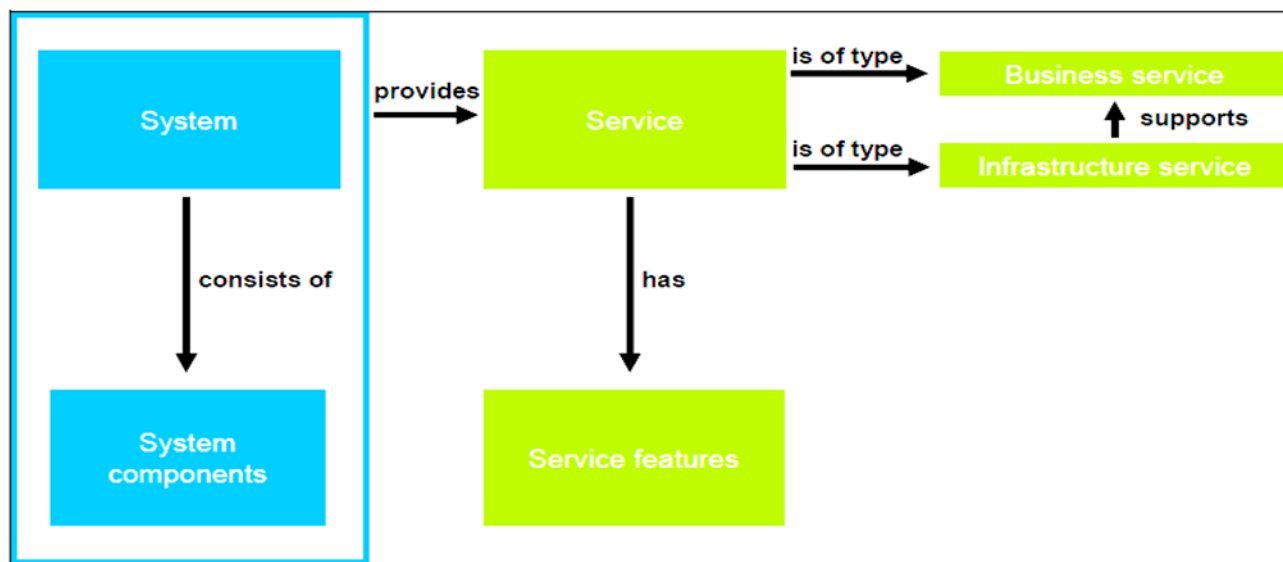 is of type
Business service
provides
System
Service
supports
is of type
Infrastructure service
consists of
has
System
components
Service features